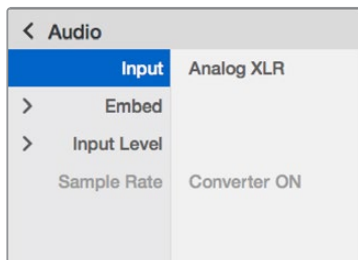 Audio
Input Analog XLR
Embed
Input Level
Sample Rate Converter ON